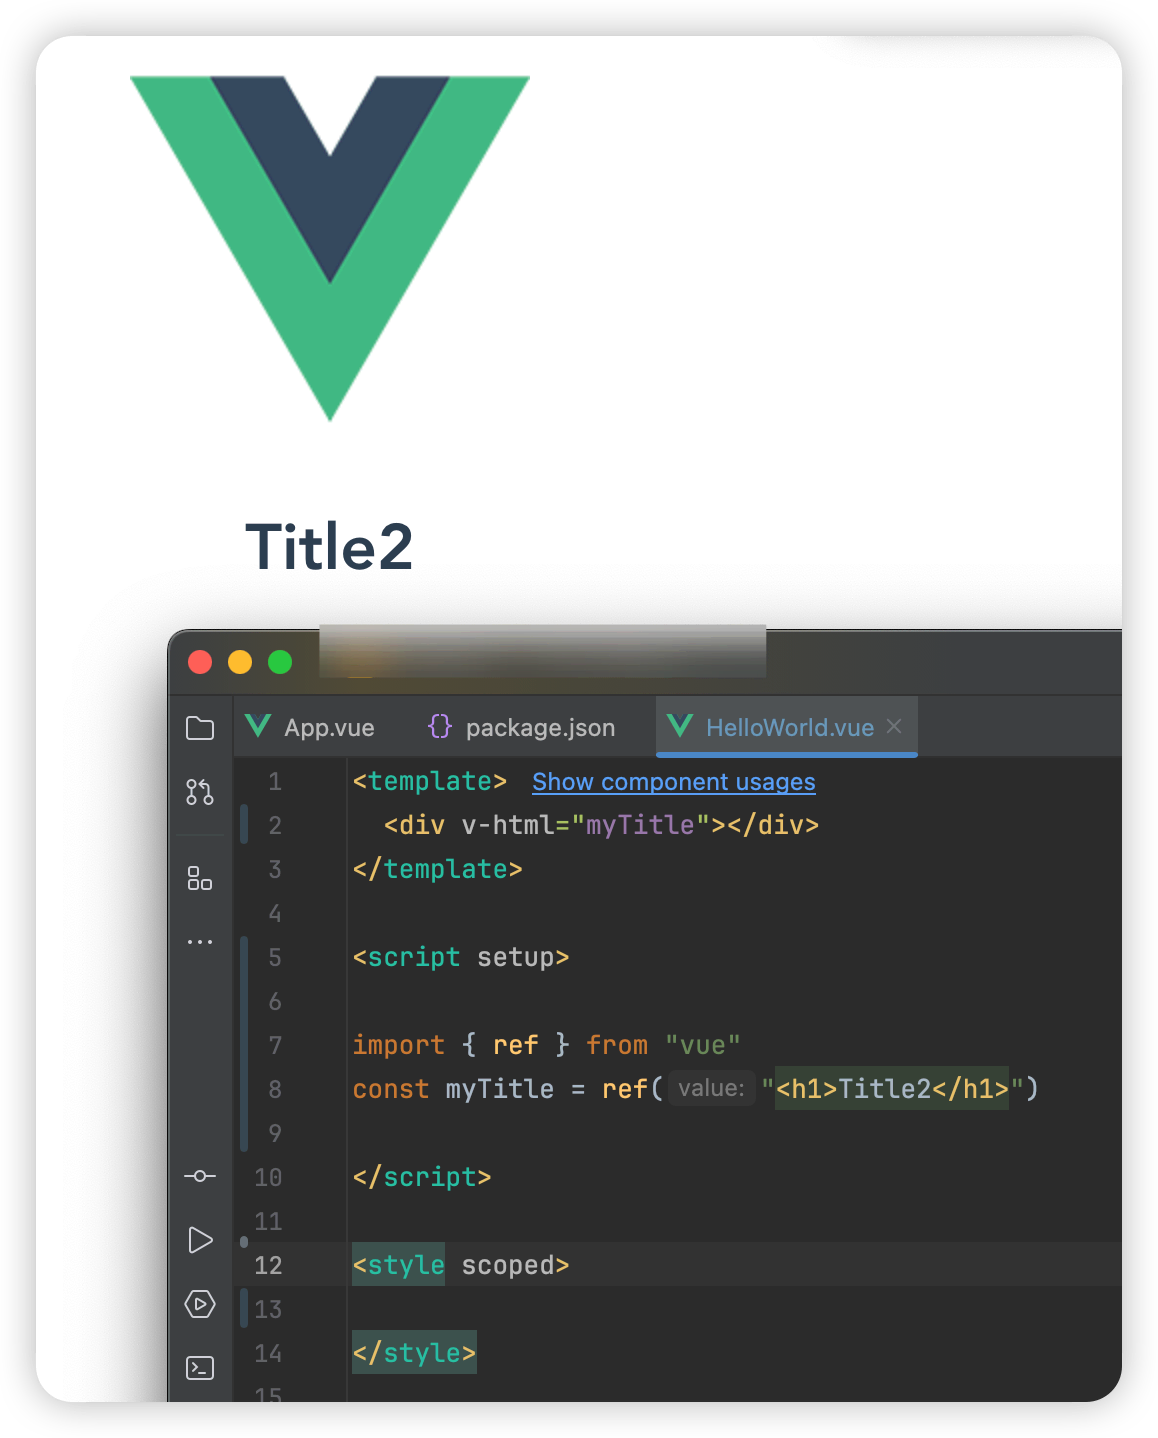 Title2
App.vue
package.json
HelloWorld.vue
1 <template> Show component usages
2 <div v-html="myTitle"></div>
3 </template>
4
5 <script setup>
6
7 import { ref } from "vue"
8 const myTitle = ref( value: "<h1>Title2</h1>")
9
10 </script>
11
12 <style scoped>
13
14 </style>
15